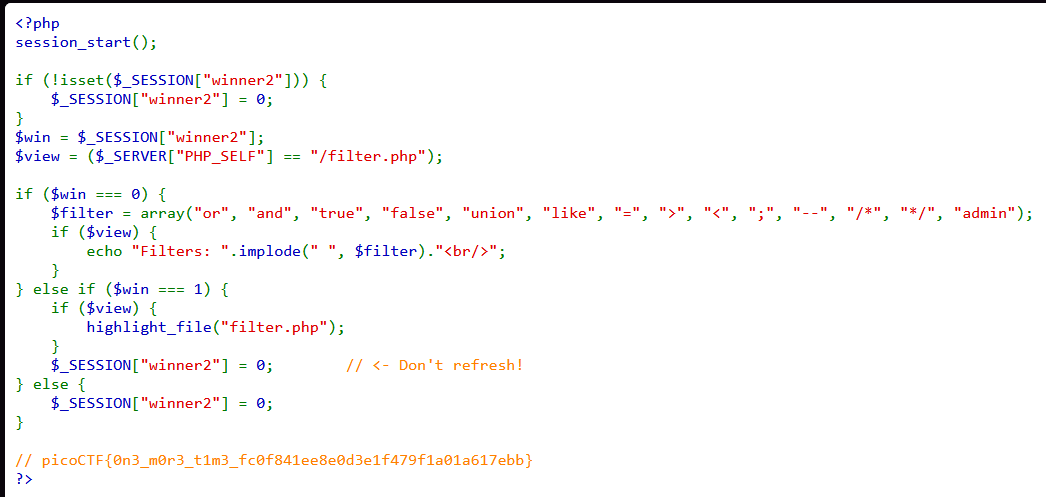 <?php
session_start();

if (!isset($_SESSION["winner2"])) {
    $_SESSION["winner2"] = 0;
}
$win = $_SESSION["winner2"];
$view = ($_SERVER["PHP_SELF"] == "/filter.php");

if ($win === 0) {
    $filter = array("or", "and", "true", "false", "union", "like", "=", ">", "<", ";", "--", "/*", "*/", "admin");
    if ($view) {
        echo "Filters: ".implode(" ", $filter)."<br/>";
    }
} else if ($win === 1) {
    if ($view) {
        highlight_file("filter.php");
    }
    $_SESSION["winner2"] = 0;        // <- Don't refresh!
} else {
    $_SESSION["winner2"] = 0;
}

// picoCTF{0n3_m0r3_t1m3_fc0f841ee8e0d3e1f479f1a01a617ebb}
?>